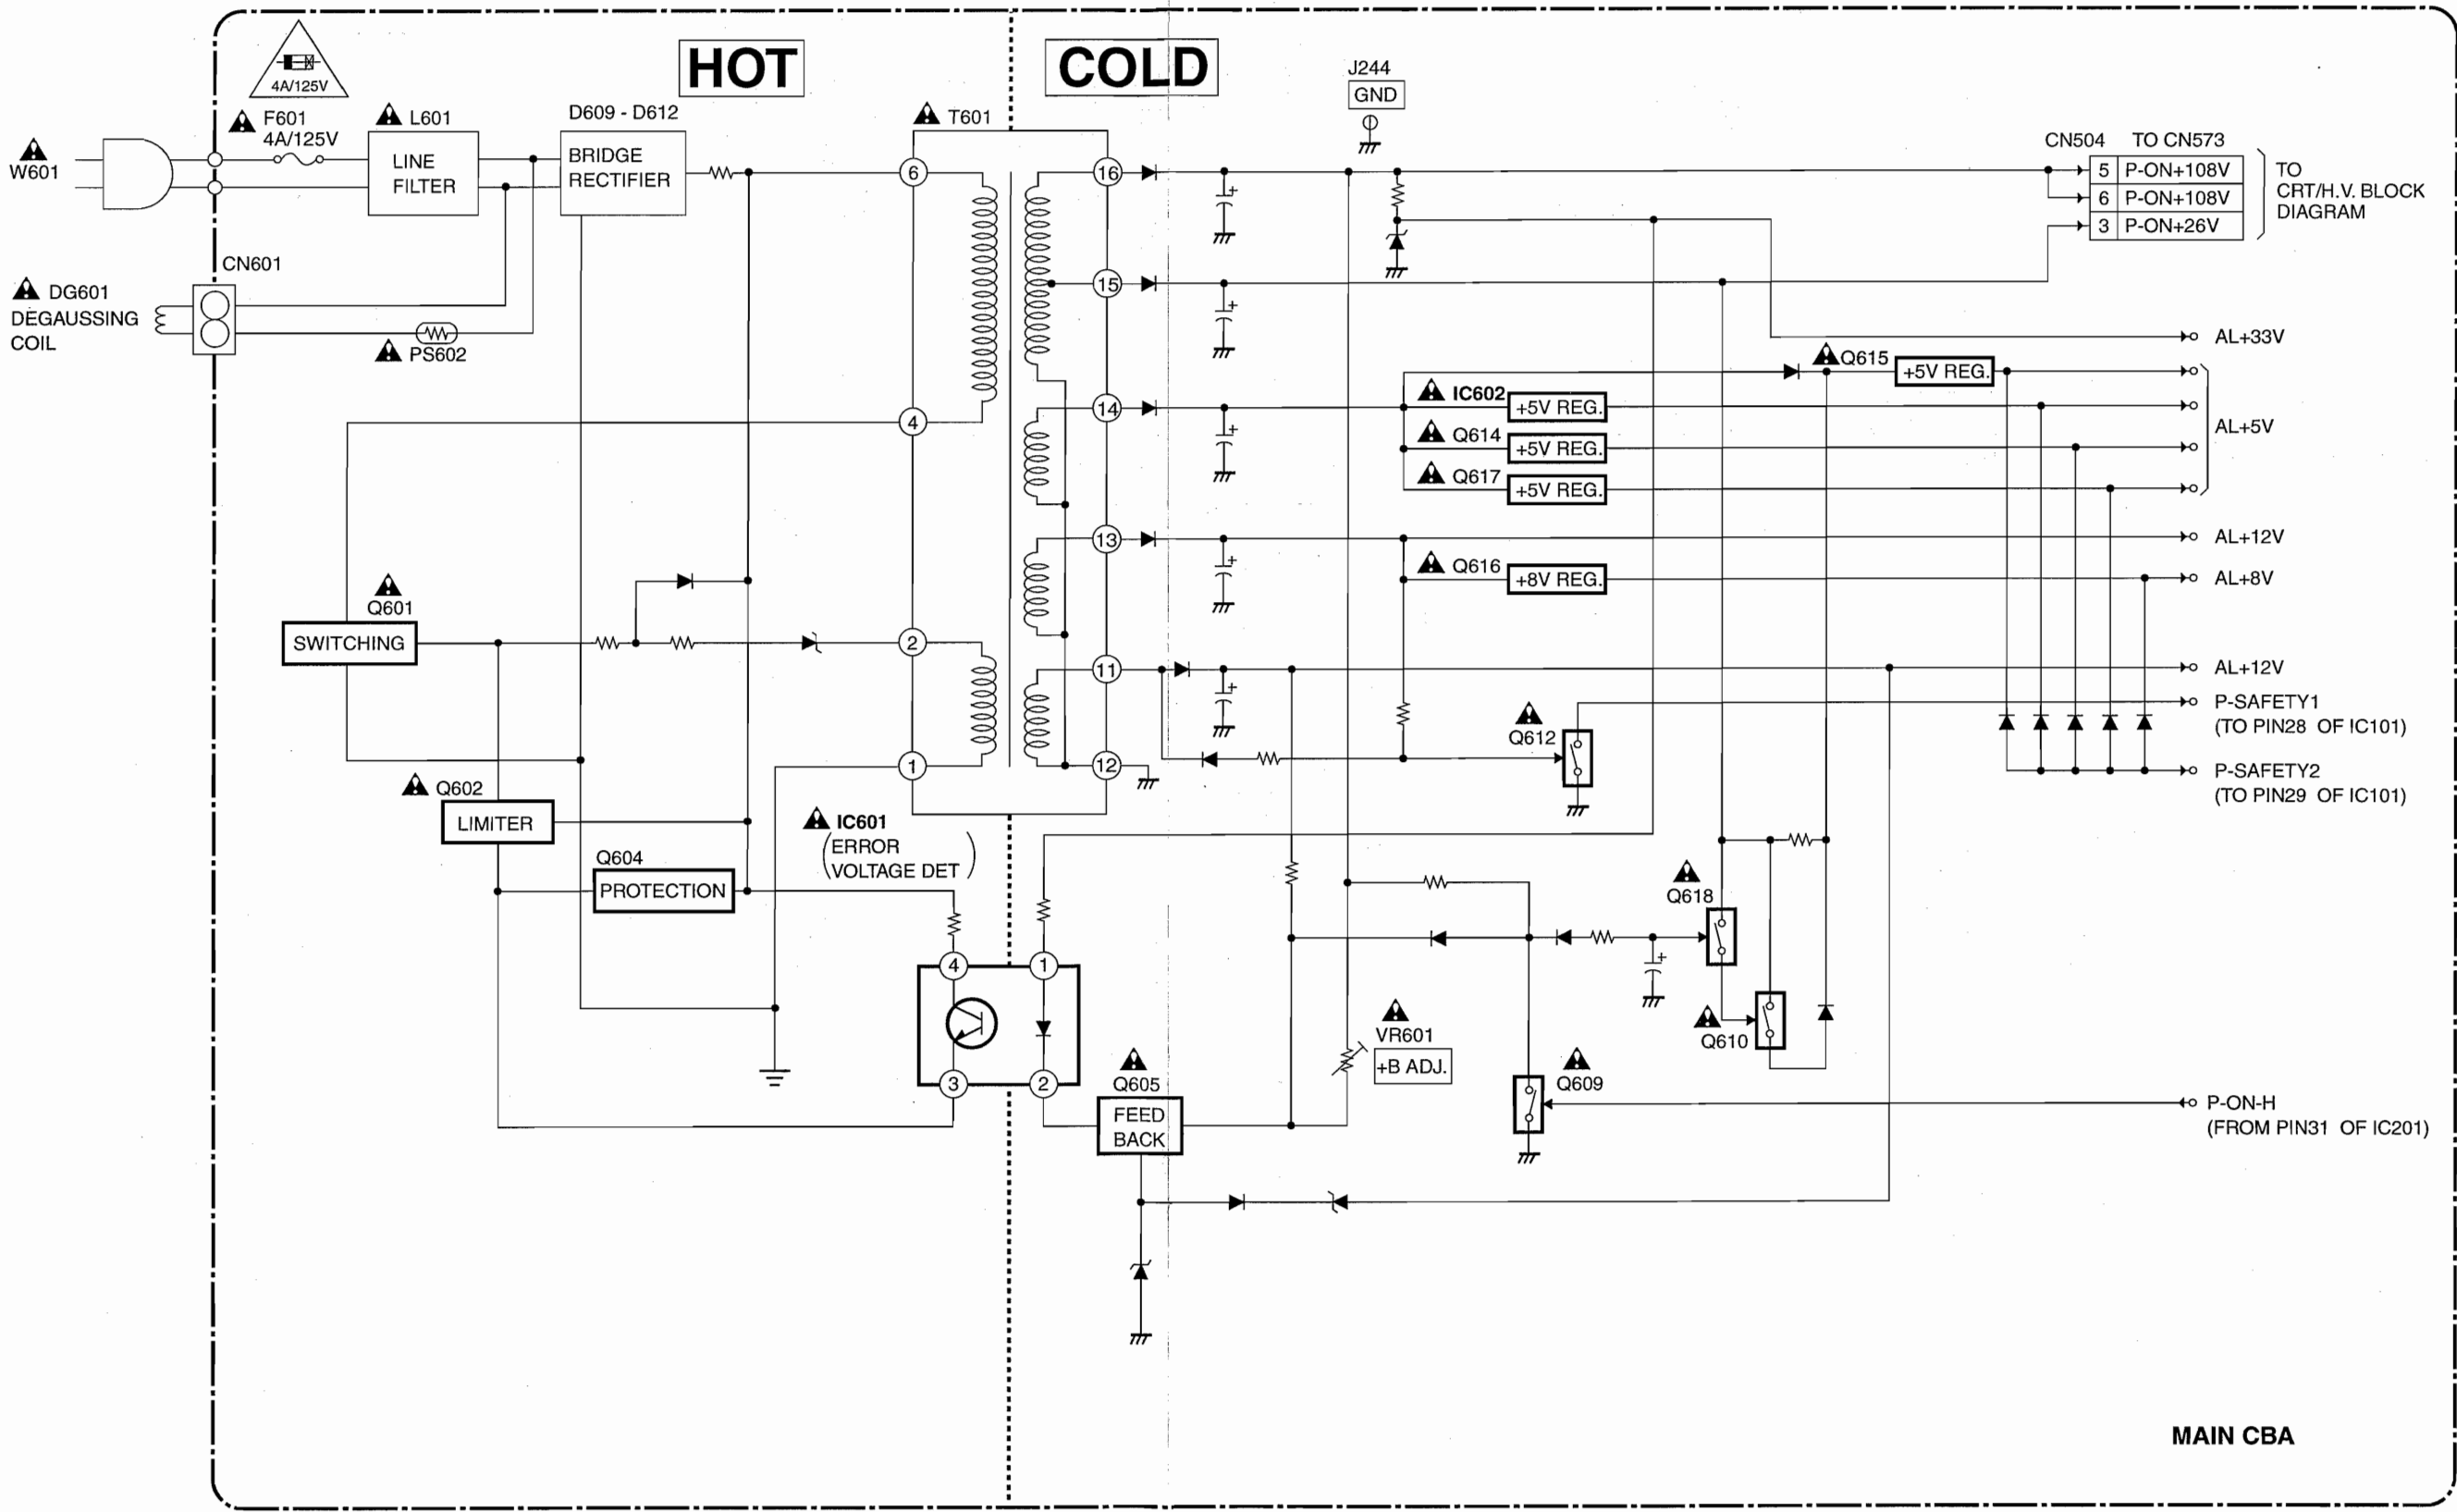 HOT
COLD
4A/125V
F601
4A/125V
L601
D609 - D612
T601
J244
GND
W601
LINE
FILTER
BRIDGE
RECTIFIER
6
16
CN504 TO CN573
5 P-ON+108V
6 P-ON+108V
3 P-ON+26V
TO
CRT/H.V. BLOCK
DIAGRAM
CN601
DG601
DEGAUSSING
COIL
PS602
15
AL+33V
Q615
+5V REG.
IC602
+5V REG.
14
4
Q614
+5V REG.
AL+5V
Q617
+5V REG.
13
AL+12V
Q616
+8V REG.
AL+8V
Q601
SWITCHING
2
11
AL+12V
P-SAFETY1
(TO PIN28 OF IC101)
Q612
1
12
P-SAFETY2
(TO PIN29 OF IC101)
Q602
LIMITER
IC601
ERROR
VOLTAGE DET
Q604
PROTECTION
Q618
4
1
VR601
+B ADJ.
Q610
3
2
Q605
FEED
BACK
Q609
P-ON-H
(FROM PIN31 OF IC201)
MAIN CBA